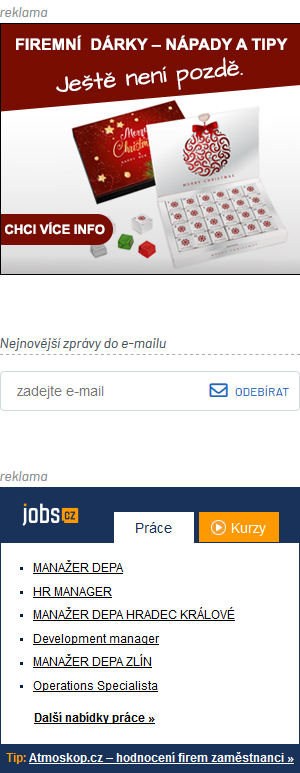 reklama
FIREMNÍ DÁRKY – NÁPADY A TIPY
Ještě není pozdě.
Merry
Christmas
MERRY CHRISTMAS
CHCI VÍCE INFO
Nejnovější zprávy do e-mailu
zadejte e-mail ODEBÍRAT
reklama
jobs.cz
Práce Kurzy
MANAŽER DEPA
HR MANAGER
MANAŽER DEPA HRADEC KRÁLOVÉ
Development manager
MANAŽER DEPA ZLÍN
Operations Specialista
Další nabídky práce »
Tip: Atmoskop.cz – hodnocení firem zaměstnanci »